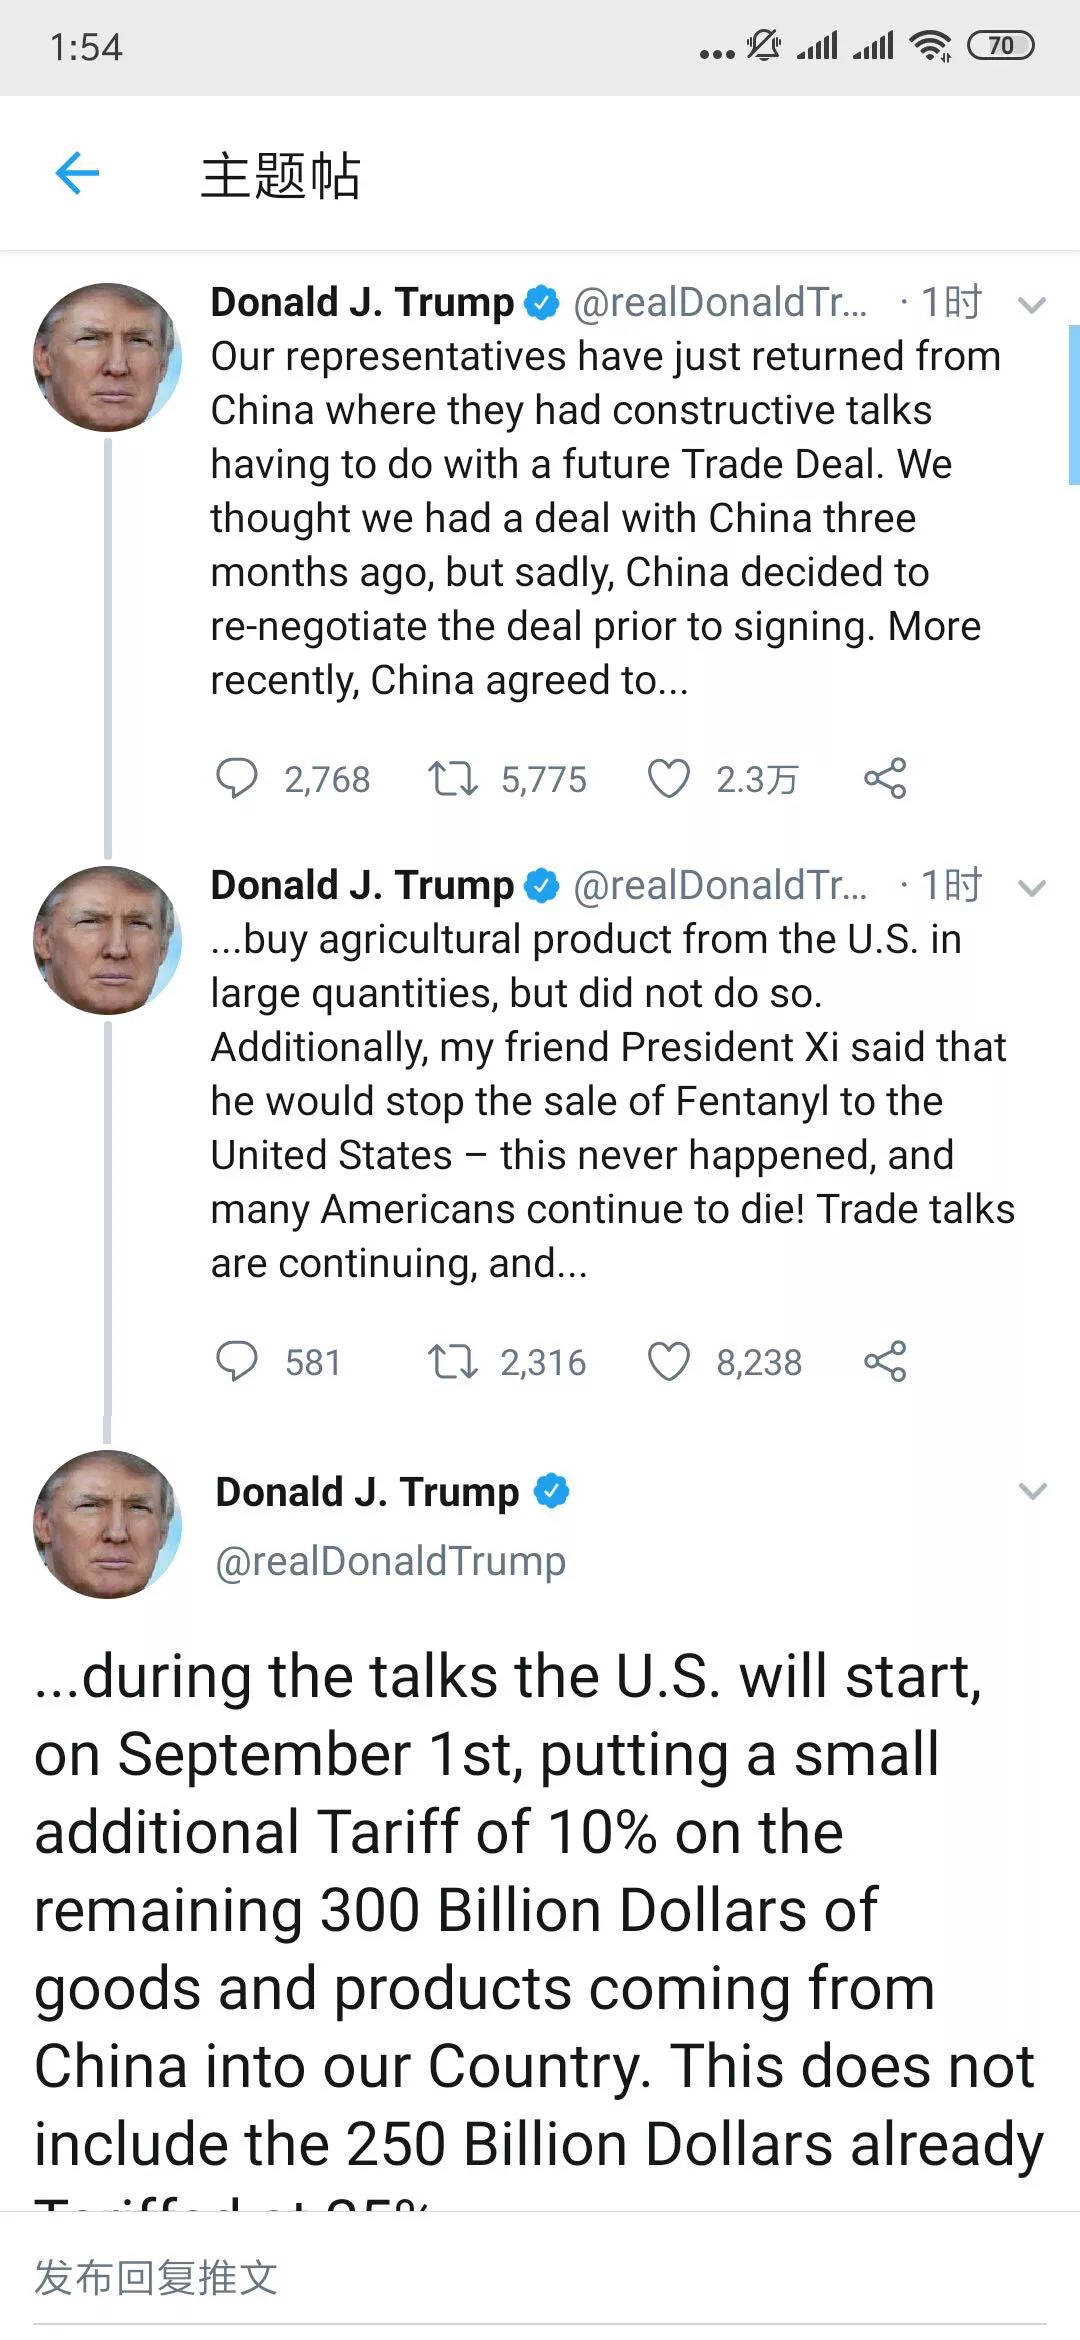 1:54
70
主题帖
Donald J. Trump @realDonaldTr... · 1时
Our representatives have just returned from
China where they had constructive talks
having to do with a future Trade Deal. We
thought we had a deal with China three
months ago, but sadly, China decided to
re-negotiate the deal prior to signing. More
recently, China agreed to...
2,768 5,775 2.3万
Donald J. Trump @realDonaldTr... · 1时
...buy agricultural product from the U.S. in
large quantities, but did not do so.
Additionally, my friend President Xi said that
he would stop the sale of Fentanyl to the
United States – this never happened, and
many Americans continue to die! Trade talks
are continuing, and...
581 2,316 8,238
Donald J. Trump
@realDonaldTrump
...during the talks the U.S. will start,
on September 1st, putting a small
additional Tariff of 10% on the
remaining 300 Billion Dollars of
goods and products coming from
China into our Country. This does not
include the 250 Billion Dollars already
Tariffed at 25%
发布回复推文